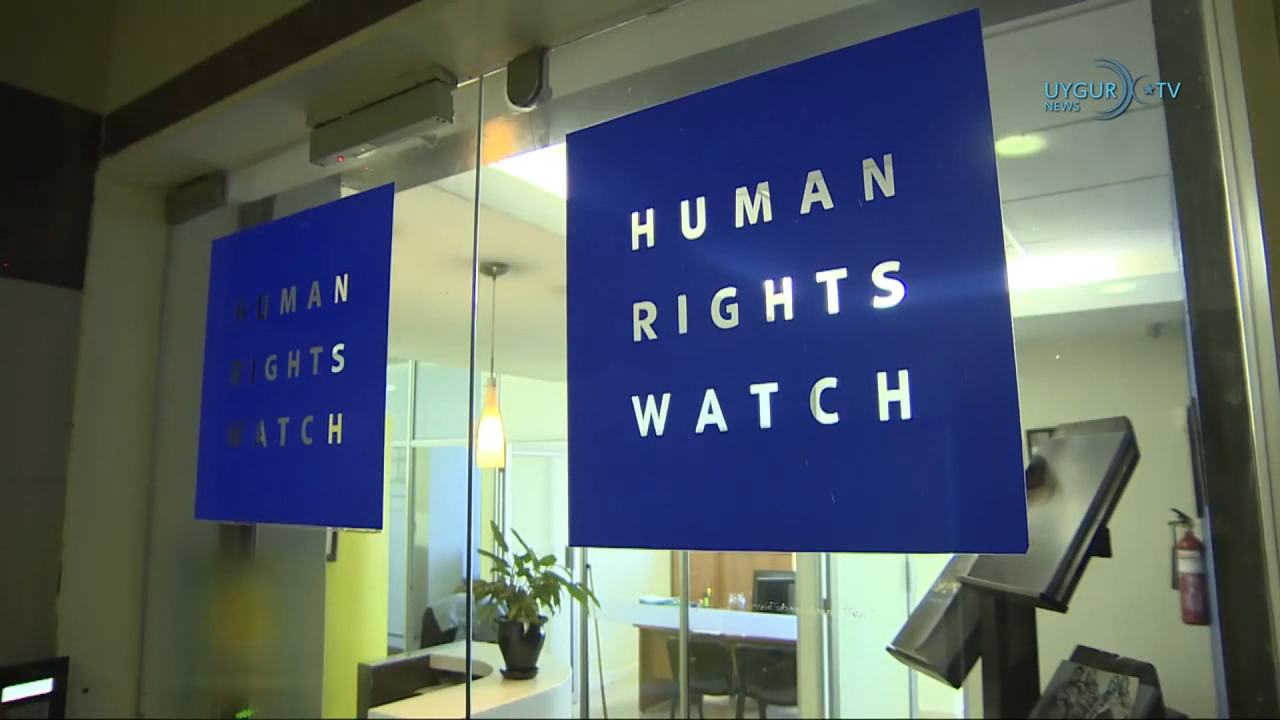 HUMAN
RIGHTS
WATCH
HUMAN
RIGHTS
WATCH
UYGUR TV
NEWS